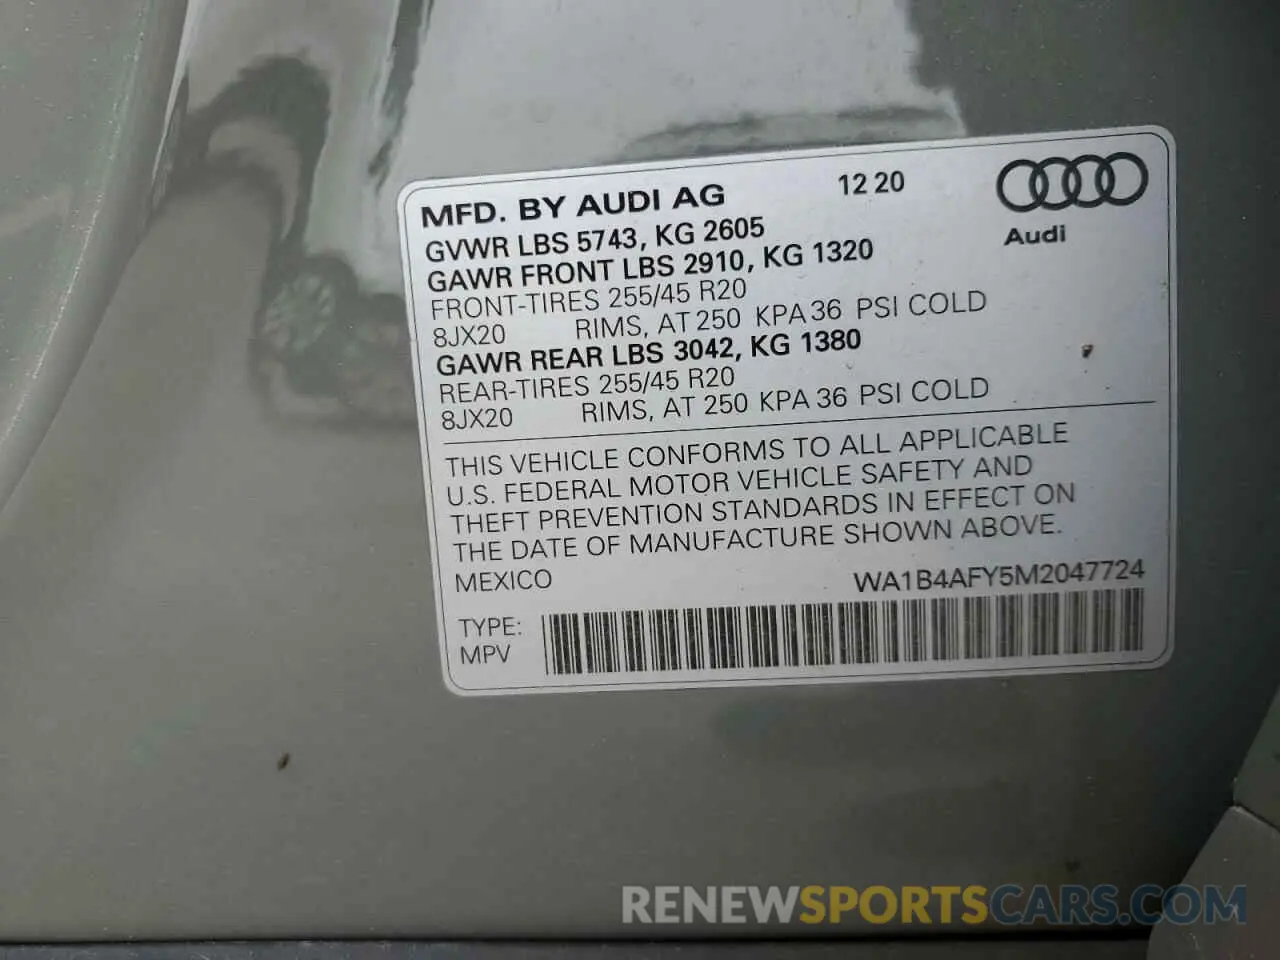 MFD. BY AUDI AG 12 20
Audi
GVWR LBS 5743, KG 2605
GAWR FRONT LBS 2910, KG 1320
FRONT-TIRES 255/45 R20
8JX20 RIMS, AT 250 KPA 36 PSI COLD
GAWR REAR LBS 3042, KG 1380
REAR-TIRES 255/45 R20
8JX20 RIMS, AT 250 KPA 36 PSI COLD
THIS VEHICLE CONFORMS TO ALL APPLICABLE
U.S. FEDERAL MOTOR VEHICLE SAFETY AND
THEFT PREVENTION STANDARDS IN EFFECT ON
THE DATE OF MANUFACTURE SHOWN ABOVE.
MEXICO WA1B4AFY5M2047724
TYPE:
MPV
RENEWSPORTSCARS.COM